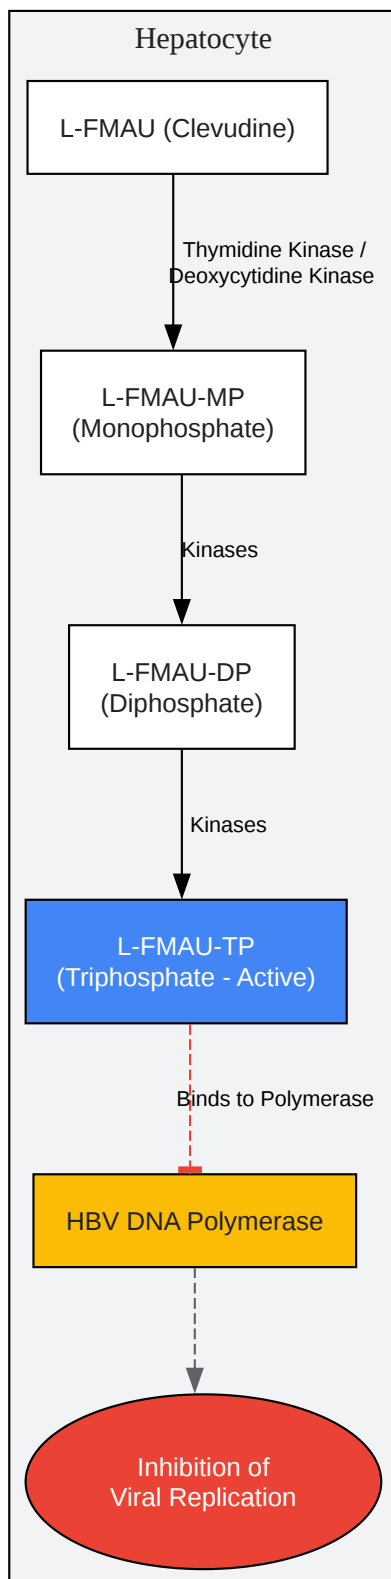 Hepatocyte
L-FMAU (Clevudine)
Thymidine Kinase /
Deoxycytidine Kinase
L-FMAU-MP
(Monophosphate)
Kinases
L-FMAU-DP
(Diphosphate)
Kinases
L-FMAU-TP
(Triphosphate - Active)
Binds to Polymerase
HBV DNA Polymerase
Inhibition of
Viral Replication